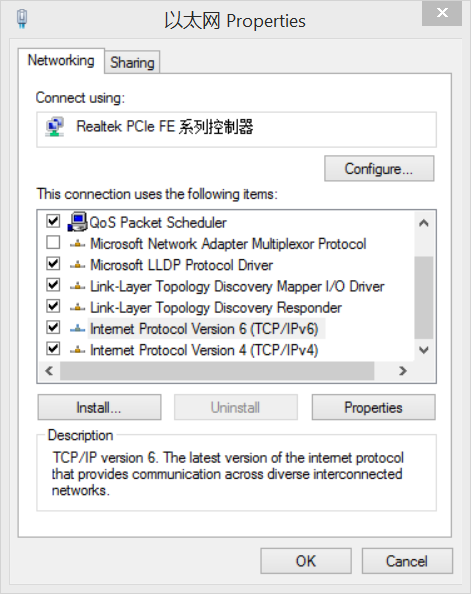 以太网 Properties
Networking
Sharing
Connect using:
Realtek PCIe FE 系列控制器
Configure...
This connection uses the following items:
QoS Packet Scheduler
Microsoft Network Adapter Multiplexor Protocol
Microsoft LLDP Protocol Driver
Link-Layer Topology Discovery Mapper I/O Driver
Link-Layer Topology Discovery Responder
Internet Protocol Version 6 (TCP/IPv6)
Internet Protocol Version 4 (TCP/IPv4)
Install...
Uninstall
Properties
Description
TCP/IP version 6. The latest version of the internet protocol
that provides communication across diverse interconnected
networks.
OK
Cancel